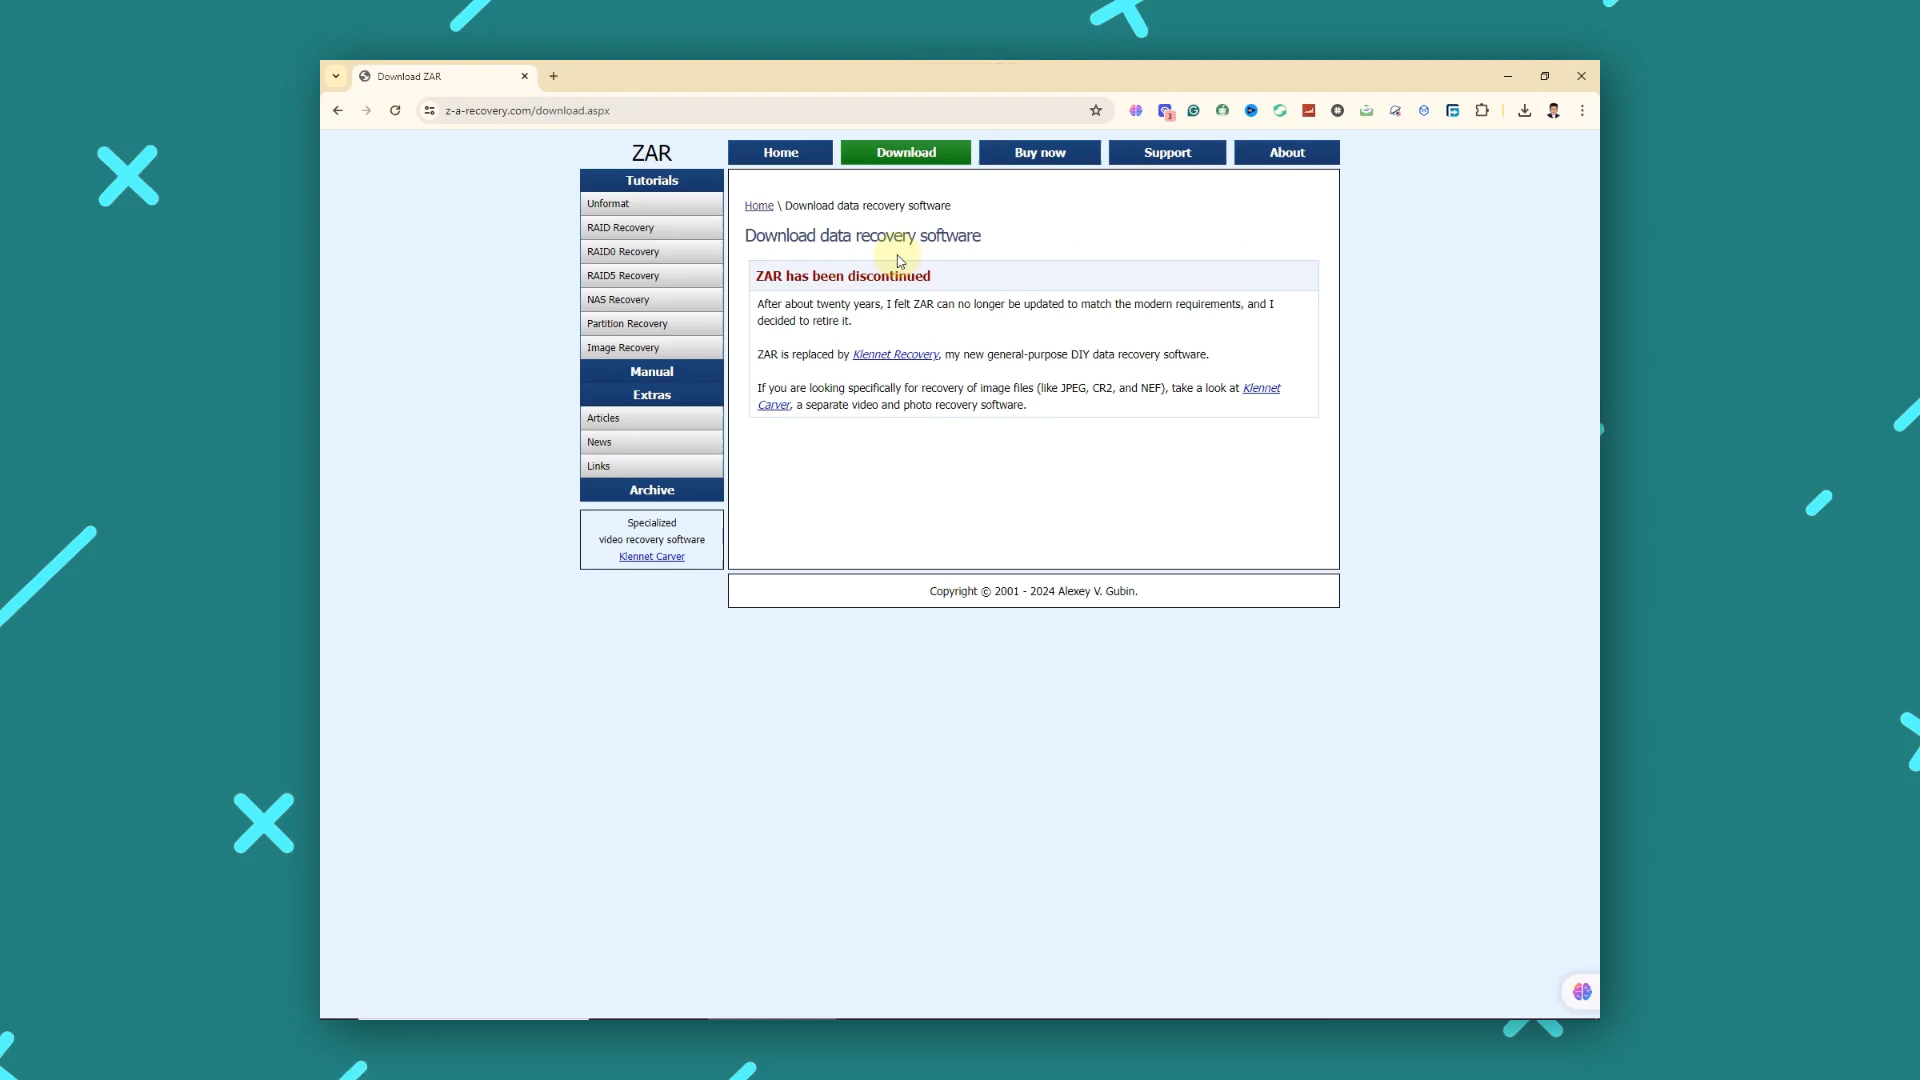 Download ZAR
z-a-recovery.com/download.aspx
3
ZAR
Home
Download
Buy now
Support
About
Tutorials
Unformat
RAID Recovery
RAID0 Recovery
RAID5 Recovery
NAS Recovery
Partition Recovery
Image Recovery
Manual
Extras
Articles
News
Links
Archive
Specialized
video recovery software
Klennet Carver
Home \ Download data recovery software
Download data recovery software
ZAR has been discontinued
After about twenty years, I felt ZAR can no longer be updated to match the modern requirements, and I
decided to retire it.
ZAR is replaced by Klennet Recovery, my new general-purpose DIY data recovery software.
If you are looking specifically for recovery of image files (like JPEG, CR2, and NEF), take a look at Klennet
Carver, a separate video and photo recovery software.
Copyright © 2001 - 2024 Alexey V. Gubin.